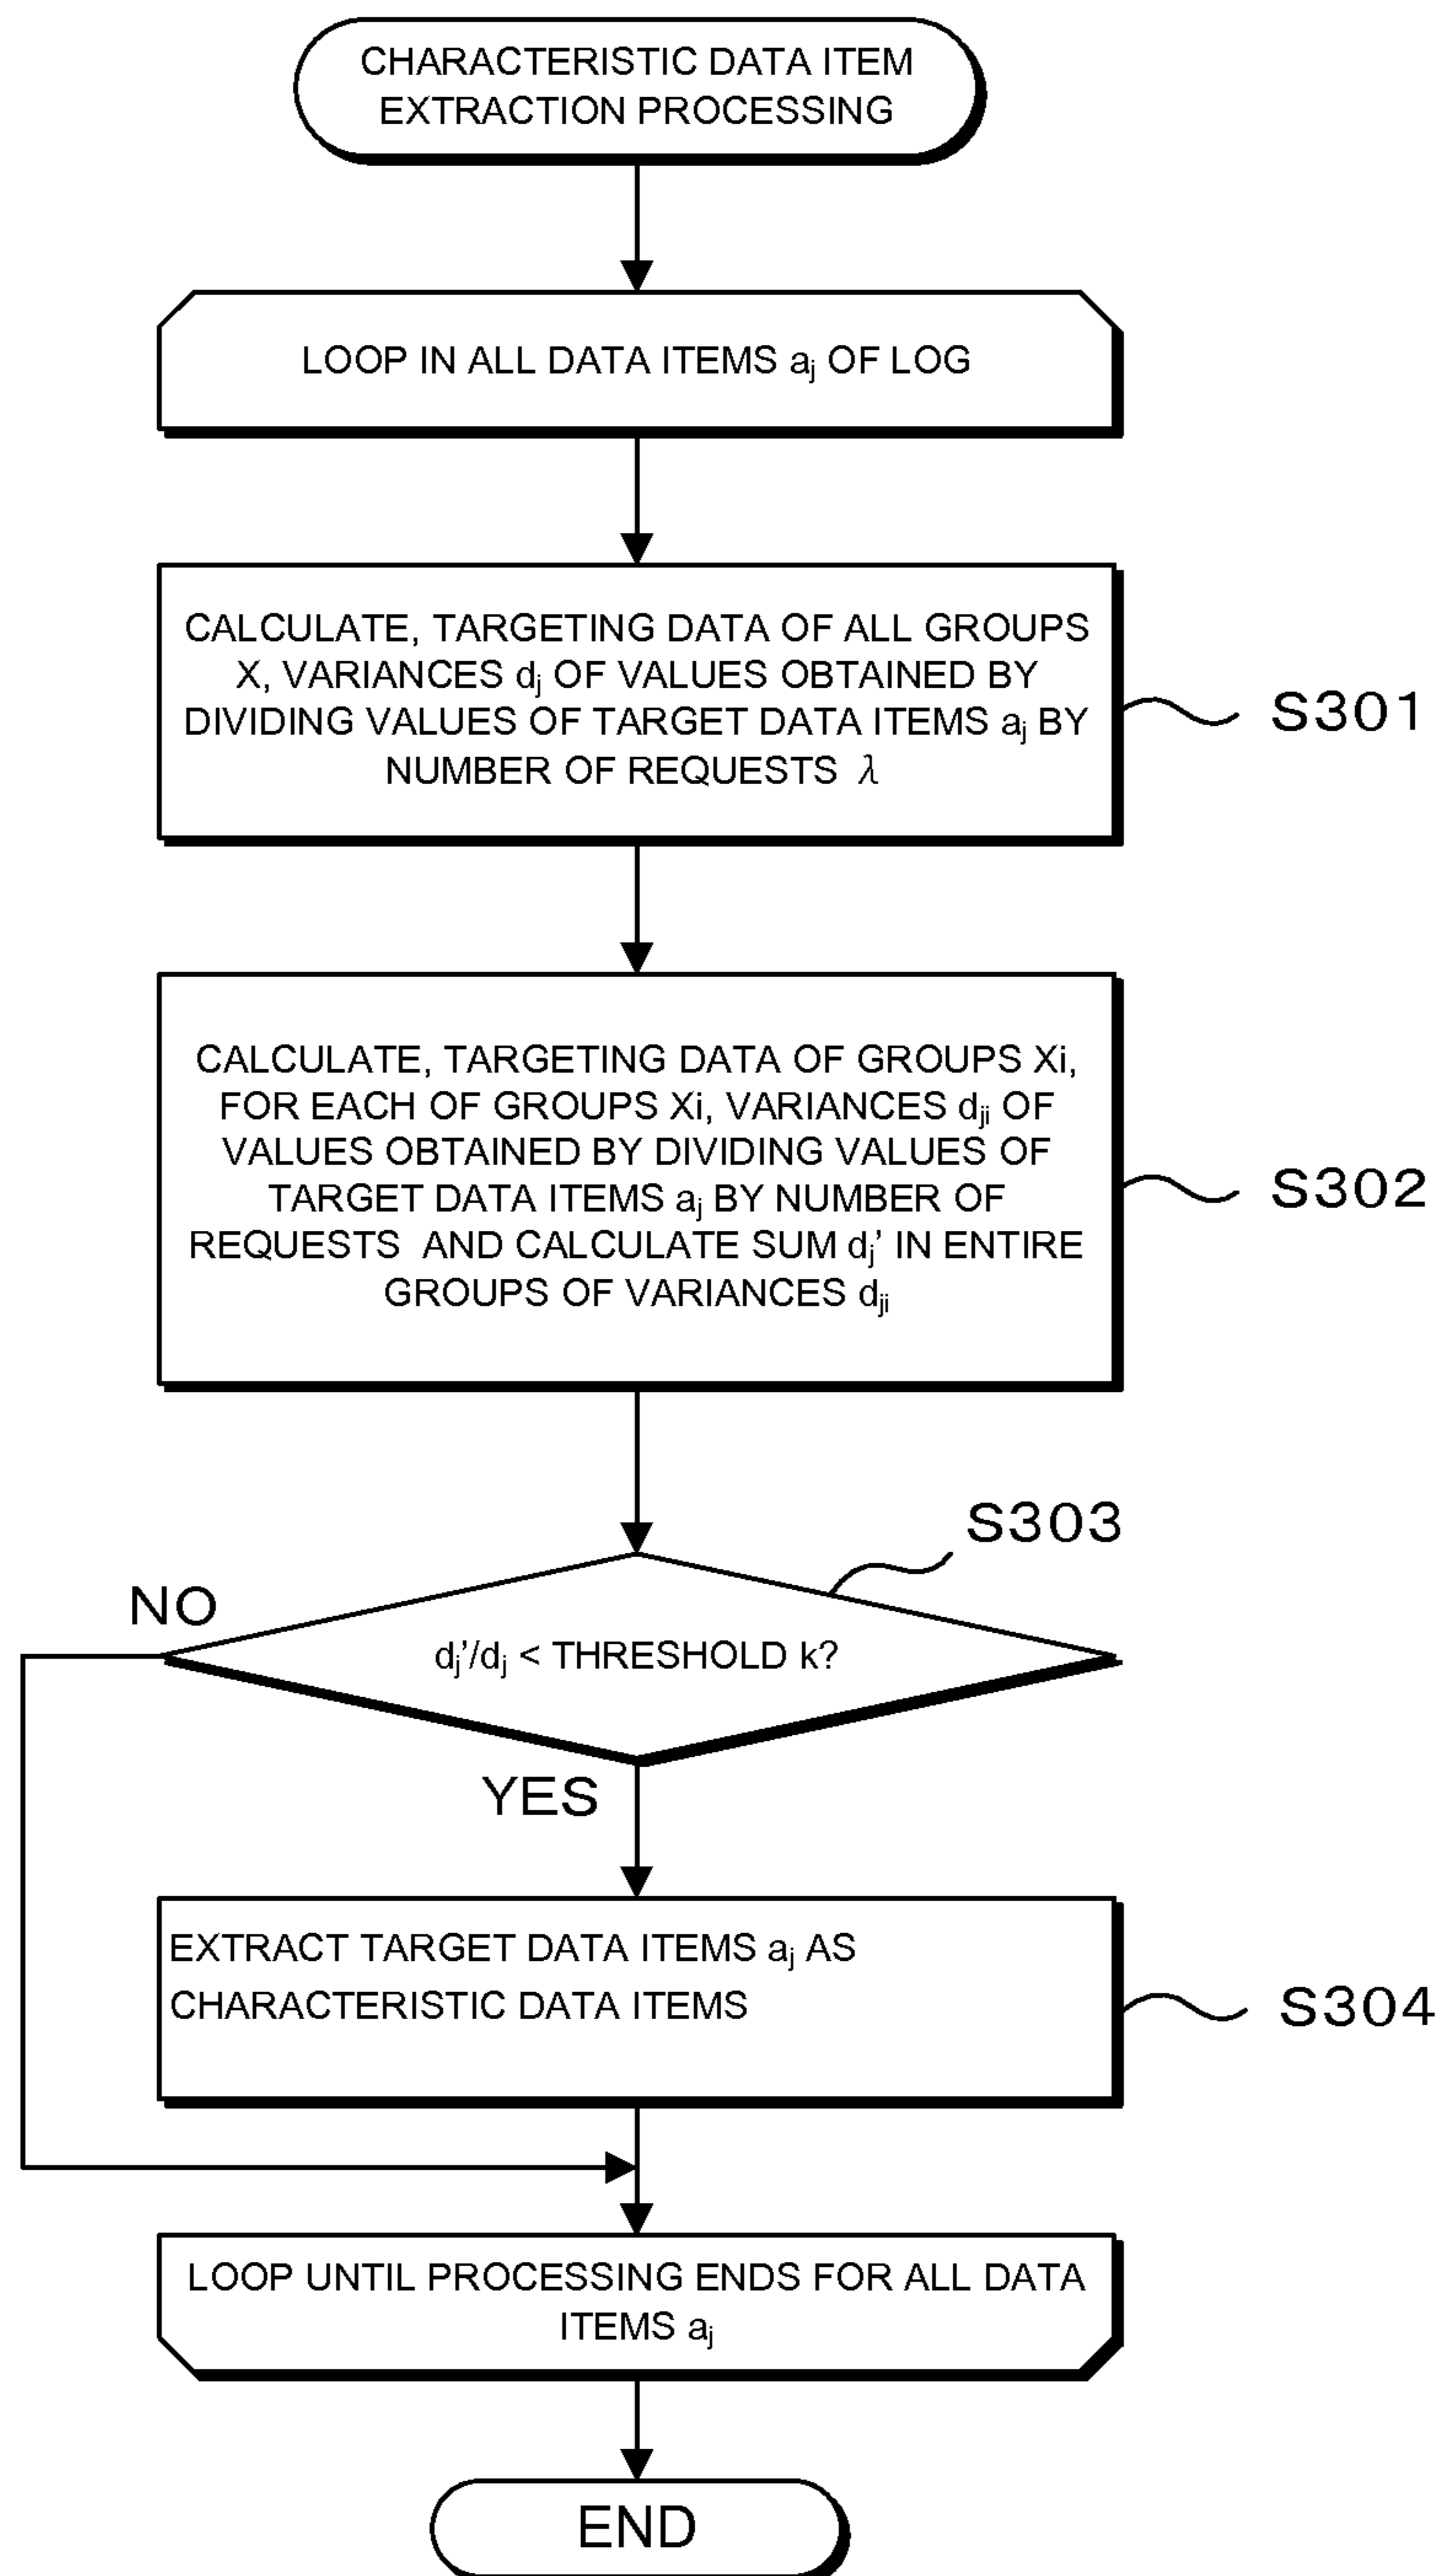 CHARACTERISTIC DATA ITEM
EXTRACTION PROCESSING
LOOP IN ALL DATA ITEMS aj OF LOG
CALCULATE, TARGETING DATA OF ALL GROUPS
X, VARIANCES dj OF VALUES OBTAINED BY
DIVIDING VALUES OF TARGET DATA ITEMS aj BY
NUMBER OF REQUESTS λ
S301
CALCULATE, TARGETING DATA OF GROUPS Xi,
FOR EACH OF GROUPS Xi, VARIANCES dji OF
VALUES OBTAINED BY DIVIDING VALUES OF
TARGET DATA ITEMS aj BY NUMBER OF
REQUESTS AND CALCULATE SUM dj’ IN ENTIRE
GROUPS OF VARIANCES dji
S302
S303
NO
dj’/dj < THRESHOLD k?
YES
EXTRACT TARGET DATA ITEMS aj AS
CHARACTERISTIC DATA ITEMS
S304
LOOP UNTIL PROCESSING ENDS FOR ALL DATA
ITEMS aj
END